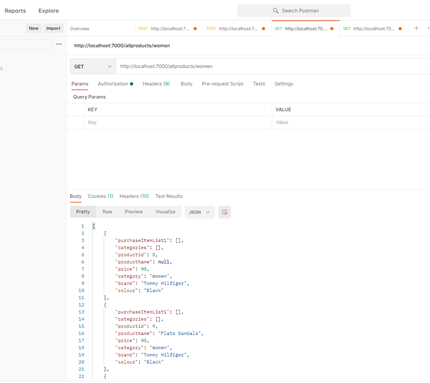 Reports Explore Search Postman
New Import Overview POST http://localhost:70... POST http://localhost:7... GET http://localhost:70... GET http://localhost:70...
http://localhost:7000/allproducts/women
GET http://localhost:7000/allproducts/women
Params Authorization Headers (8) Body Pre-request Script Tests Settings
Query Params
KEY VALUE
Key Value
Body Cookies (1) Headers (10) Test Results
Pretty Raw Preview Visualize JSON
1 [
2 {
3 "purchaseItemList1": [],
4 "categories": [],
5 "productId": 8,
6 "productName": null,
7 "price": 90,
8 "category": "Women",
9 "brand": "Tommy Hilfiger",
10 "colour": "Black"
11 },
12 {
13 "purchaseItemList1": [],
14 "categories": [],
15 "productId": 9,
16 "productName": "Flats Sandals",
17 "price": 90,
18 "category": "Women",
19 "brand": "Tommy Hilfiger",
20 "colour": "Black"
21 },
22 {